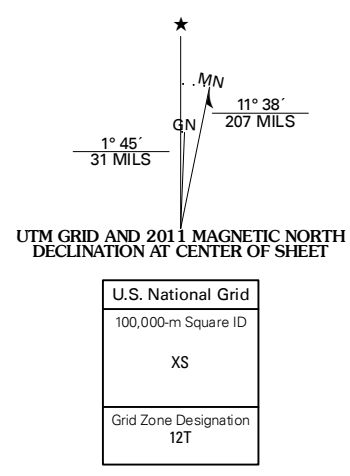 ★
MN
GN
11° 38´
207 MILS
1° 45´
31 MILS
UTM GRID AND 2011 MAGNETIC NORTH
DECLINATION AT CENTER OF SHEET
U.S. National Grid
100,000-m Square ID
XS
Grid Zone Designation
12T